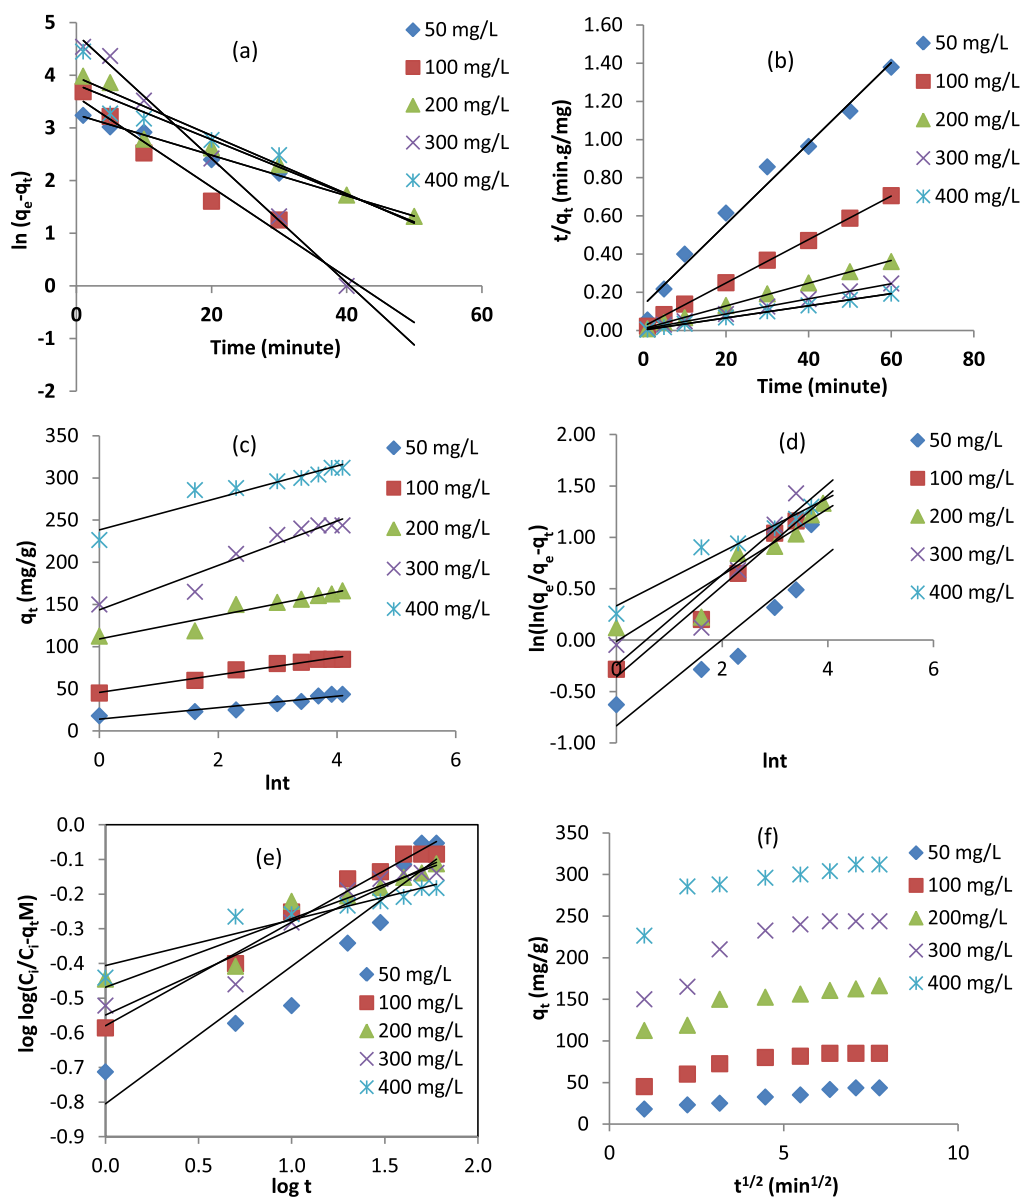 (a)
5
4
3
2
1
0
-1
-2
0
20
40
60
ln (qe-qt)
Time (minute)
50 mg/L
100 mg/L
200 mg/L
300 mg/L
400 mg/L
(b)
1.60
1.40
1.20
1.00
0.80
0.60
0.40
0.20
0.00
0
20
40
60
80
t/qt (min.g/mg)
Time (minute)
50 mg/L
100 mg/L
200 mg/L
300 mg/L
400 mg/L
(c)
350
300
250
200
150
100
50
0
0
2
4
6
qt (mg/g)
lnt
50 mg/L
100 mg/L
200 mg/L
300 mg/L
400 mg/L
(d)
2.00
1.50
1.00
0.50
0.00
-0.50
-1.00
0
2
4
6
ln(ln(qe/qe-qt)
lnt
50 mg/L
100 mg/L
200 mg/L
300 mg/L
400 mg/L
(e)
0.0
-0.1
-0.2
-0.3
-0.4
-0.5
-0.6
-0.7
-0.8
-0.9
0.0
0.5
1.0
1.5
2.0
log log(Ci/Ci-qtM)
log t
50 mg/L
100 mg/L
200 mg/L
300 mg/L
400 mg/L
(f)
350
300
250
200
150
100
50
0
0
5
10
qt (mg/g)
t1/2 (min1/2)
50 mg/L
100 mg/L
200mg/L
300 mg/L
400 mg/L